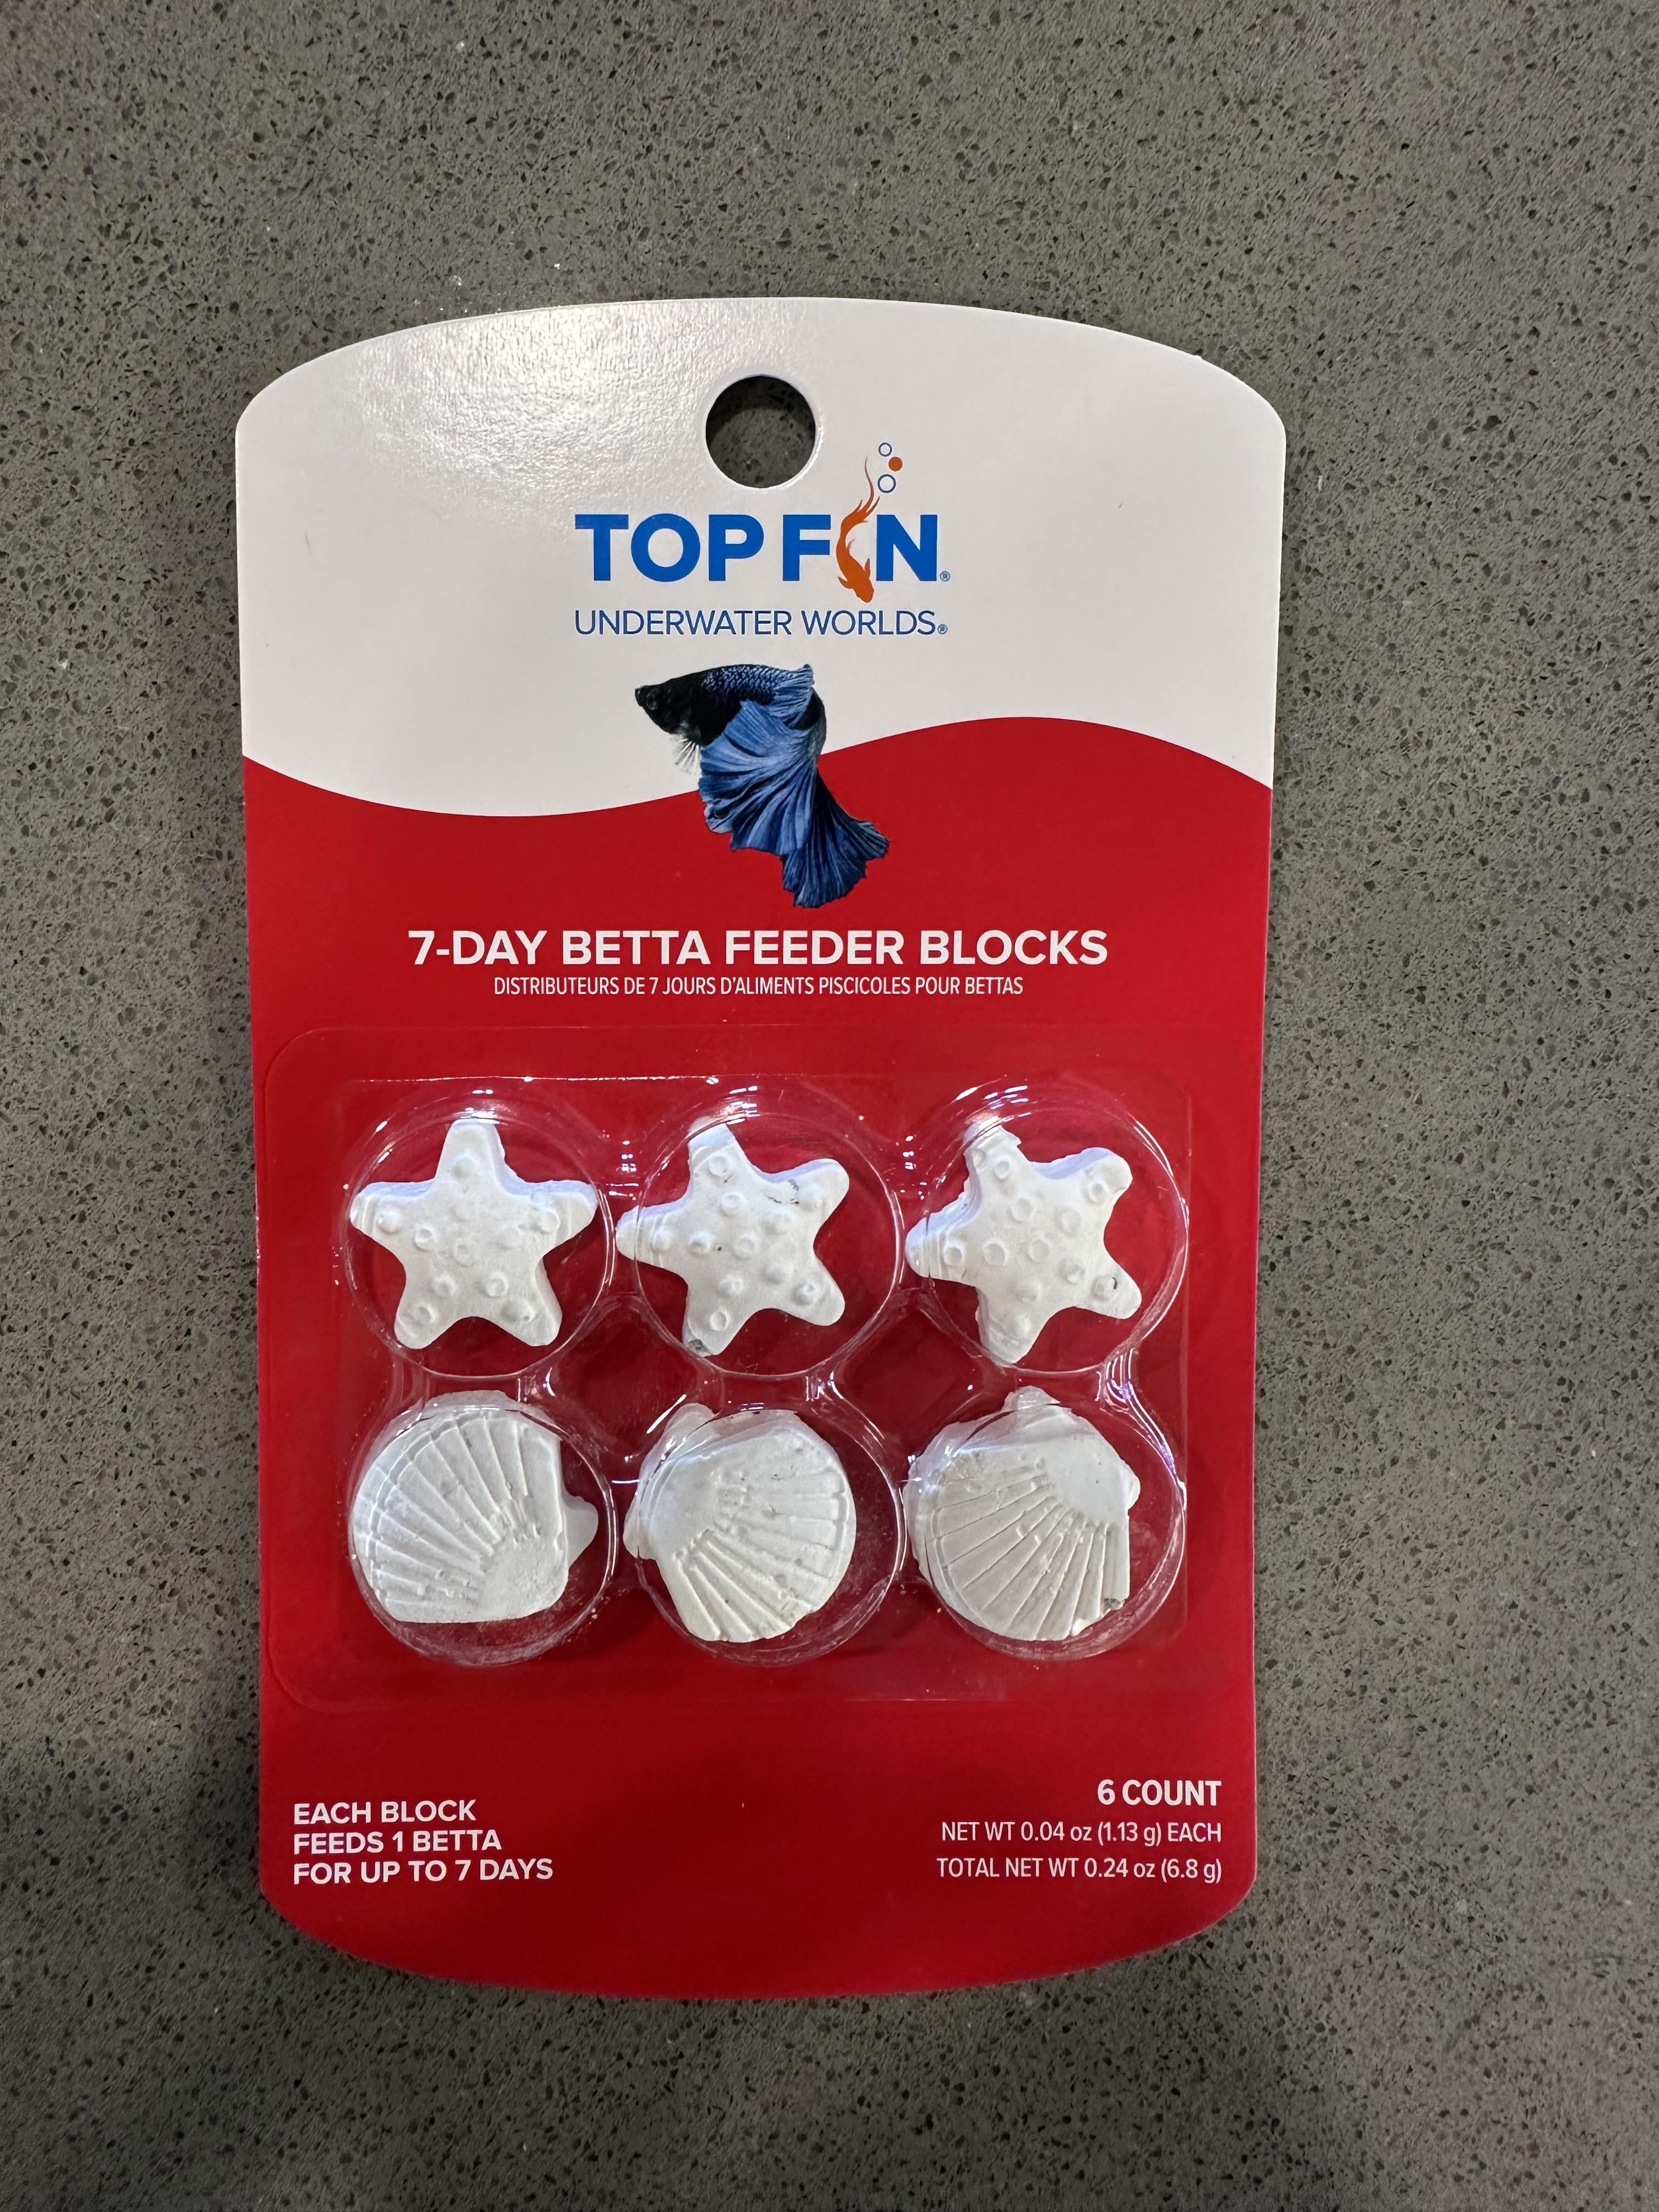 TOP FIN®
UNDERWATER WORLDS®
7-DAY BETTA FEEDER BLOCKS
DISTRIBUTEURS DE 7 JOURS D'ALIMENTS PISCICOLES POUR BETTAS
EACH BLOCK
FEEDS 1 BETTA
FOR UP TO 7 DAYS
6 COUNT
NET WT 0.04 oz (1.13 g) EACH
TOTAL NET WT 0.24 oz (6.8 g)